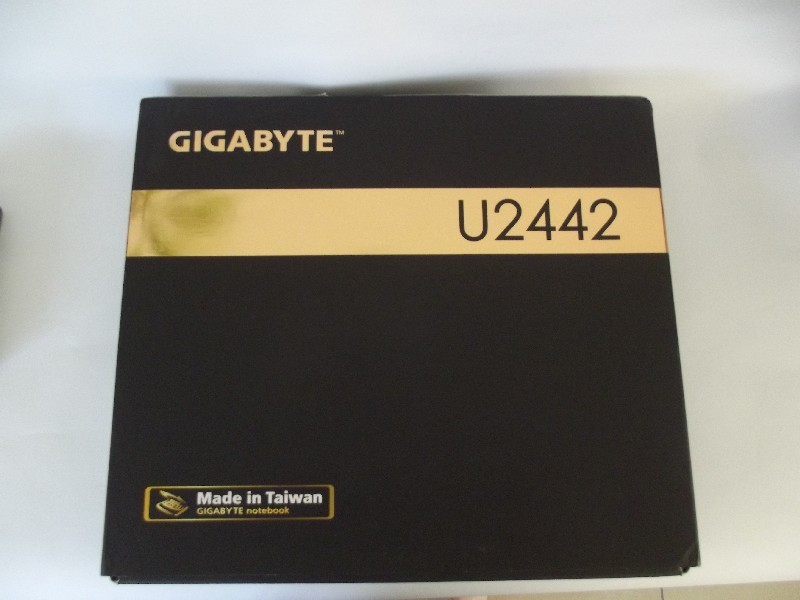 GIGABYTE™
U2442
Made in Taiwan
GIGABYTE notebook